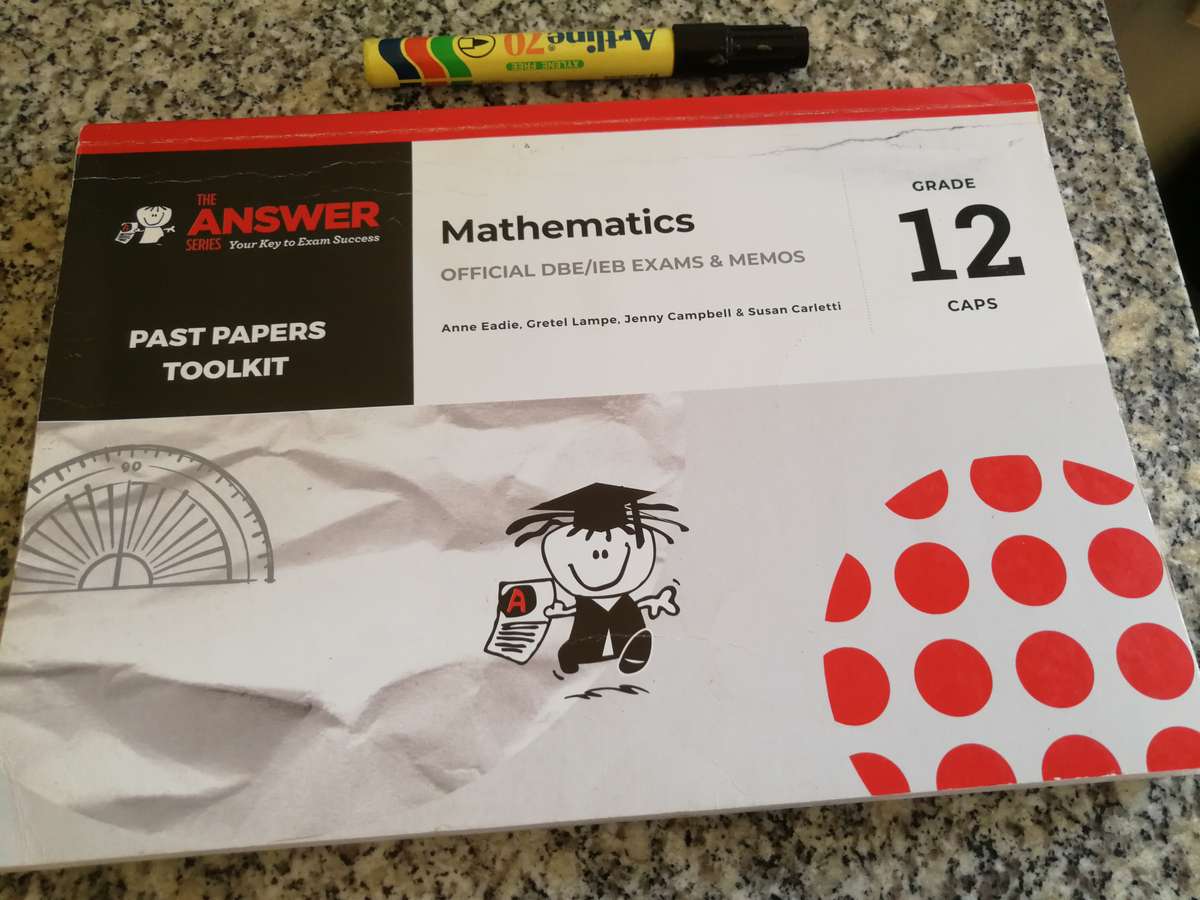 Artline® 70
XYLENE FREE
THE
ANSWER
SERIES Your Key to Exam Success
PAST PAPERS
TOOLKIT
Mathematics
OFFICIAL DBE/IEB EXAMS & MEMOS
Anne Eadie, Gretel Lampe, Jenny Campbell & Susan Carletti
GRADE
12
CAPS
90
A